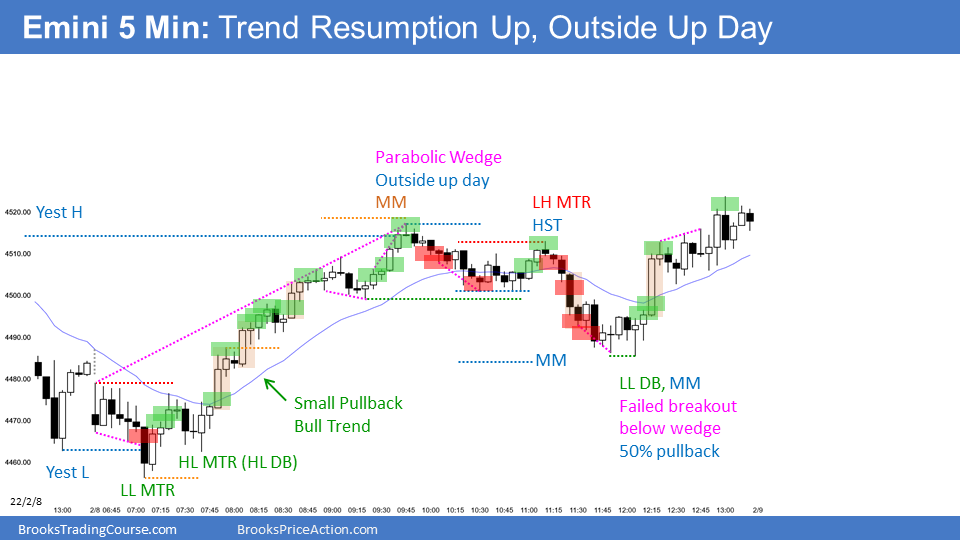 Emini 5 Min: Trend Resumption Up, Outside Up Day
Parabolic Wedge
Outside up day
MM
LH MTR
HST
4520.00
Yest H
4510.00
4500.00
4490.00
4480.00
4470.00
4460.00
MM
Small Pullback
Bull Trend
LL DB, MM
Failed breakout
below wedge
50% pullback
HL MTR (HL DB)
Yest L
LL MTR
22/2/8
13:00 2/8 06:45 07:00 07:15 07:30 07:45 08:00 08:15 08:30 08:45 09:00 09:15 09:30 09:45 10:00 10:15 10:30 10:45 11:00 11:15 11:30 11:45 12:00 12:15 12:30 12:45 13:00 2/9
BrooksTradingCourse.com BrooksPriceAction.com